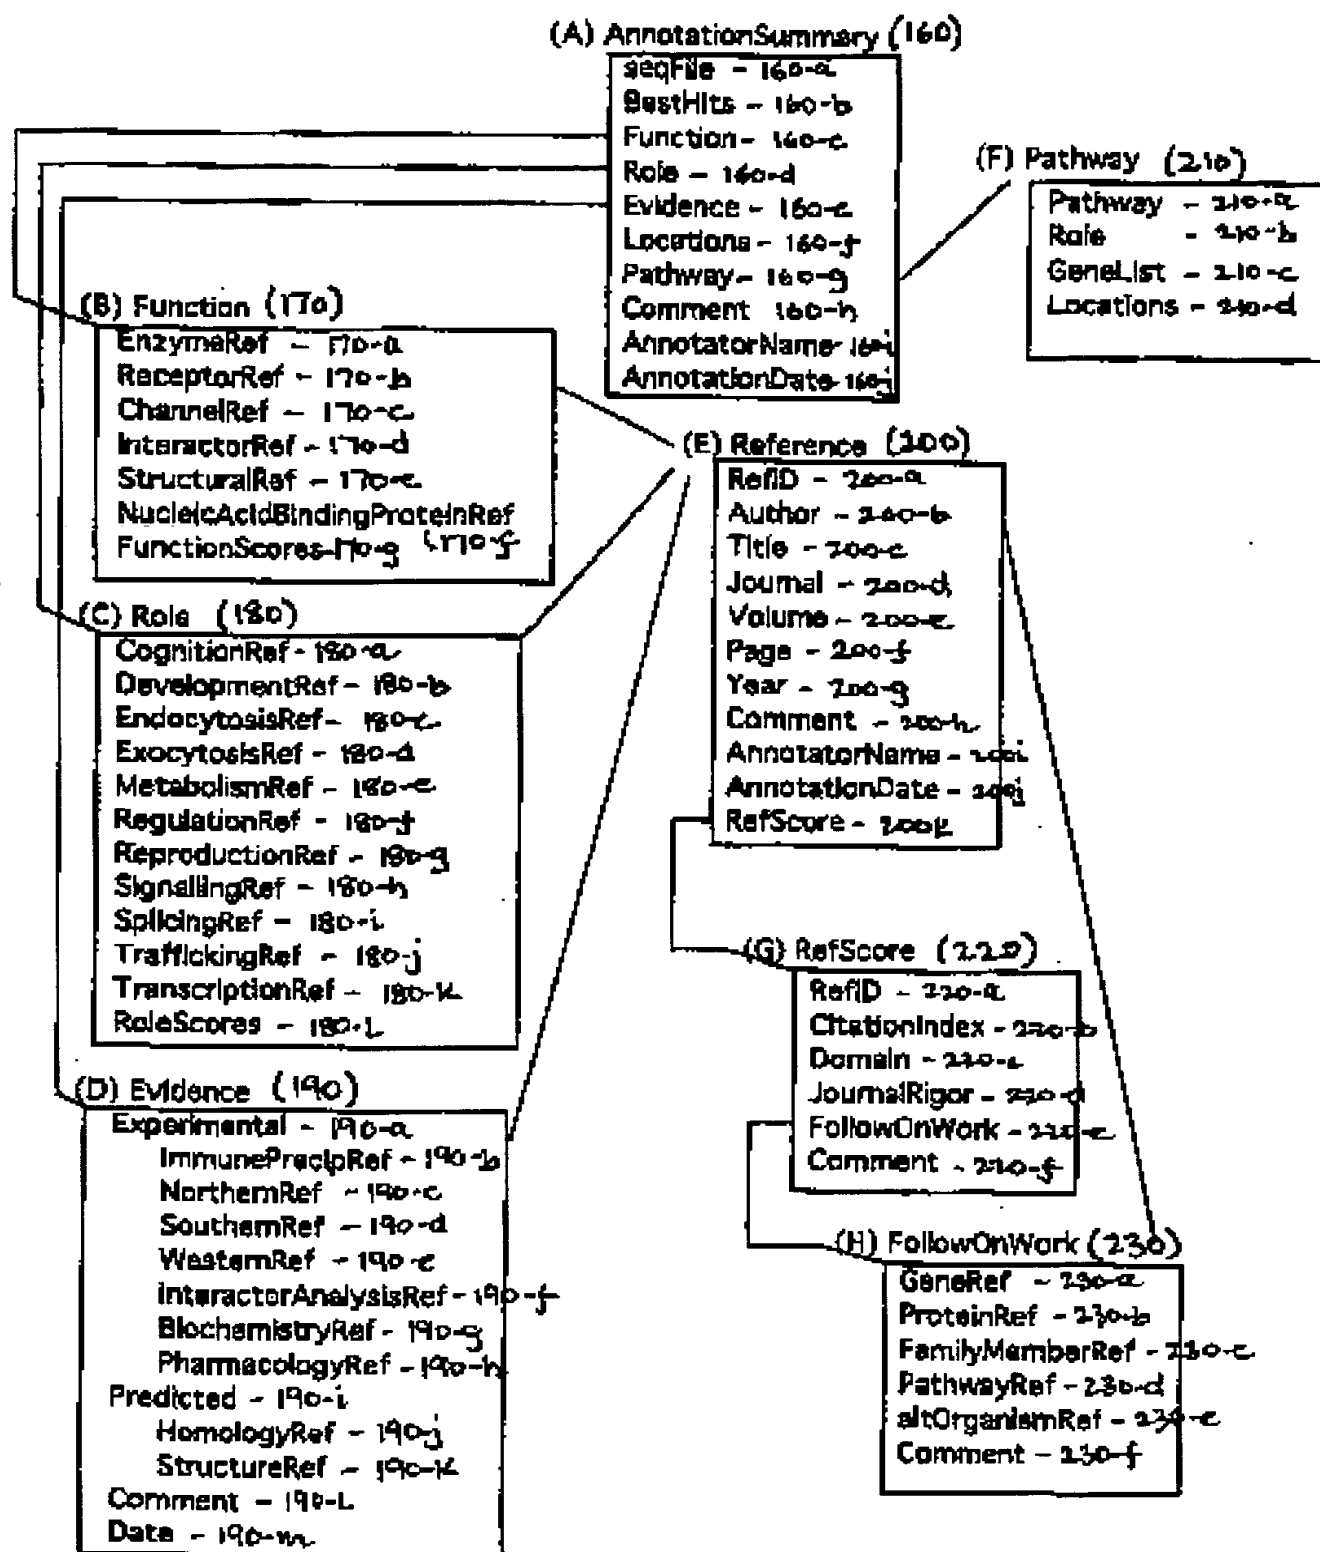 (A) AnnotationSummary (160)
seqFile - 160-a
BestHits - 160-b
Function - 160-c
Role - 160-d
Evidence - 160-e
Locations - 160-f
Pathway - 160-g
Comment 160-h
AnnotatorName - 160-i
AnnotationDate - 160-j
(F) Pathway (210)
Pathway - 210-a
Role - 210-b
GeneList - 210-c
Locations - 210-d
(B) Function (170)
EnzymeRef - 170-a
ReceptorRef - 170-b
ChannelRef - 170-c
InteractorRef - 170-d
StructuralRef - 170-e
NucleicAcidBindingProteinRef
FunctionScores-170-g 170-f
(E) Reference (200)
RefID - 200-a
Author - 200-b
Title - 200-c
Journal - 200-d
Volume - 200-e
Page - 200-f
Year - 200-g
Comment - 200-h
AnnotatorName - 200i
AnnotationDate - 200j
RefScore - 200k
(C) Role (180)
CognitionRef - 180-a
DevelopmentRef - 180-b
EndocytosisRef - 180-c
ExocytosisRef - 180-d
MetabolismRef - 180-e
RegulationRef - 180-f
ReproductionRef - 180-g
SignallingRef - 180-h
SplicingRef - 180-i
TraffickingRef - 180-j
TranscriptionRef - 180-k
RoleScores - 180-L
(G) RefScore (220)
RefID - 220-a
CitationIndex - 220-b
Domain - 220-c
JournalRigor - 220-d
FollowOnWork - 220-e
Comment - 220-f
(D) Evidence (190)
Experimental - 190-a
ImmunePrecipRef - 190-b
NorthernRef - 190-c
SouthernRef - 190-d
WesternRef - 190-e
InteractorAnalysisRef - 190-f
BiochemistryRef - 190-g
PharmacologyRef - 190-h
Predicted - 190-i
HomologyRef - 190-j
StructureRef - 190-k
Comment - 190-L
Date - 190-m
(H) FollowOnWork (230)
GeneRef - 230-a
ProteinRef - 230-b
FamilyMemberRef - 230-c
PathwayRef - 230-d
altOrganismRef - 230-e
Comment - 230-f